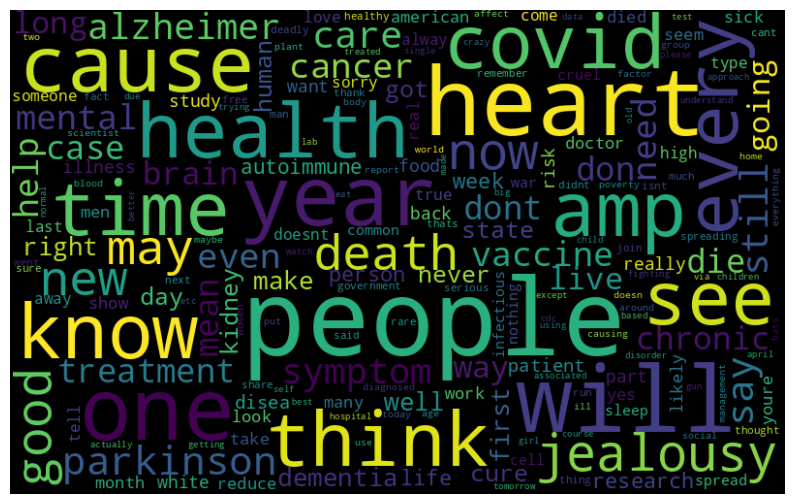 long
alzheimer
love
healthy
american
affect
data
come
died
test
sick
two
deadly
care
alway
seem
group
cant
cause
plant
treated
crazy
single
covid
cruel
please
human
cancer
remember
factor
type
approach
going
someone
fact
due
study
free
want
sorry
thank
body
got
real
heart
understand
every
mental
scientist
trying
man
need
health
lab
world
now
don
doctor
high
old
home
help
case
brain
autoimmune
report
food
made
risk
illness
true
week
war
didnt
poverty
isnt
much
still
everything
normal
blood
better
men
time
year
eat
big
dont
amp
last
doesnt
common
thats
back
state
spreading
child
join
right
maybe
may
even
watch
death
vaccine
really
die
went
sure
new
next
etc
kidney
make
government
person
serious
never
infectious
live
doesn
via
children
fighting
away
show
day
mean
women
nothing
except
cdc
around
based
see
know
put
people
said
rare
using
causing
chronic
hats
treatment
symptom
way
patient
disorder
april
share
self
diagnosed
first
associated
likely
gun
management
say
youre
good
one
disea
best
many
well
work
will
part
run
ill
yes
sleep
tell
look
hospital
today
age
think
girl
course
social
thought
actually
getting
take
use
cell
jealousy
parkinson
month
white
reduce
dementia
life
cure
thing
research
spread
tomorrow